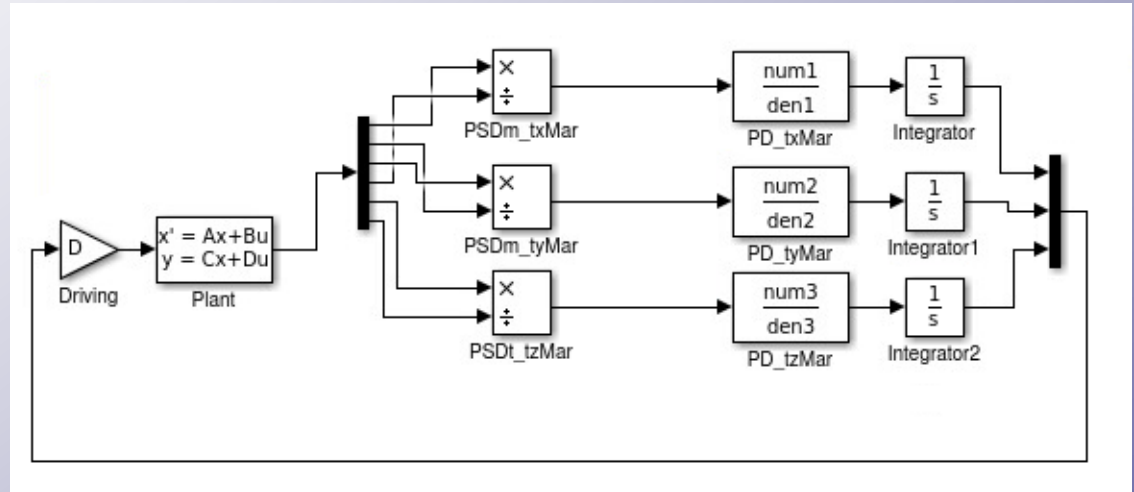 ×
÷
PSDm_txMar
num1
den1
PD_txMar
1
s
Integrator
D
Driving
x' = Ax+Bu
y = Cx+Du
Plant
×
÷
PSDm_tyMar
num2
den2
PD_tyMar
1
s
Integrator1
×
÷
PSDt_tzMar
num3
den3
PD_tzMar
1
s
Integrator2